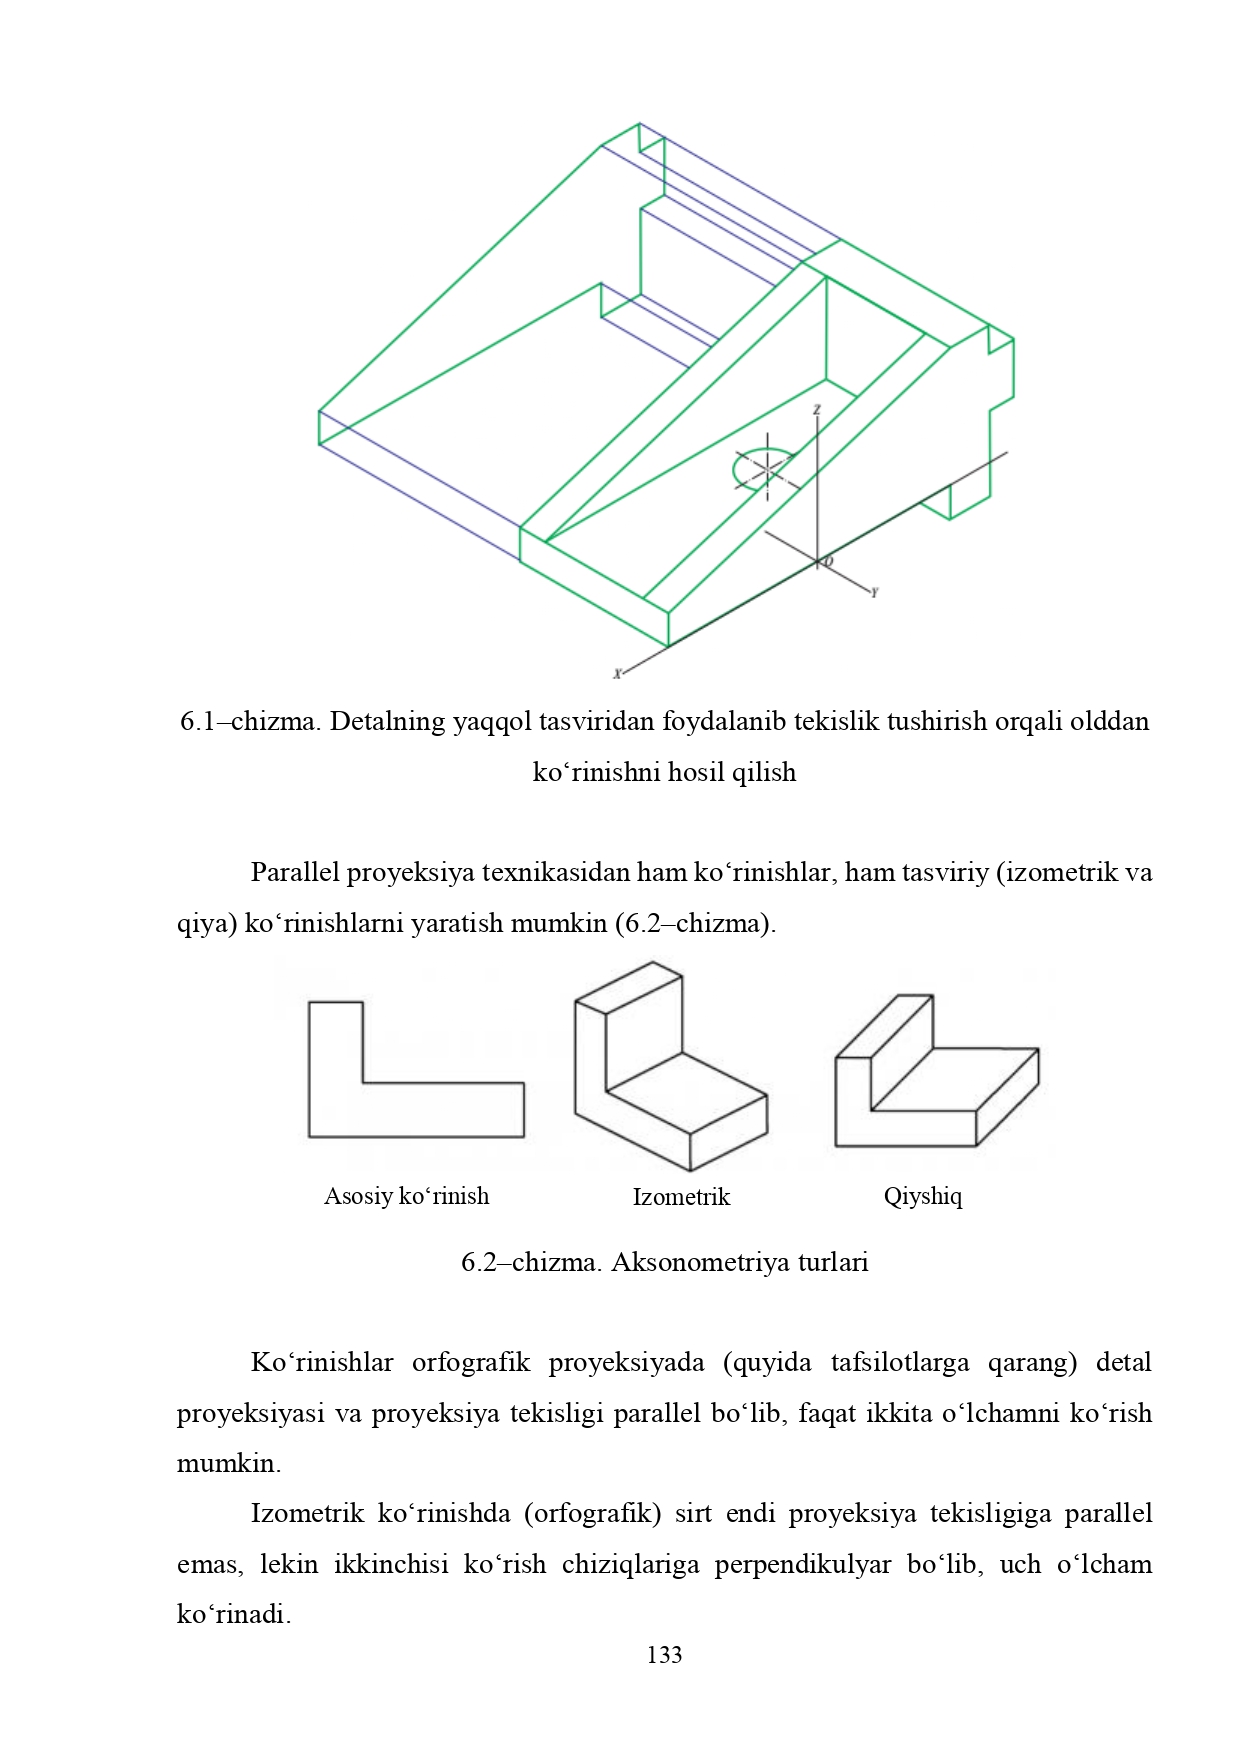 Z
O
Y
X
6.1–chizma. Detalning yaqqol tasviridan foydalanib tekislik tushirish orqali olddan
ko‘rinishni hosil qilish
Parallel proyeksiya texnikasidan ham ko‘rinishlar, ham tasviriy (izometrik va
qiya) ko‘rinishlarni yaratish mumkin (6.2–chizma).
Asosiy ko‘rinish
Izometrik
Qiyshiq
6.2–chizma. Aksonometriya turlari
Ko‘rinishlar orfografik proyeksiyada (quyida tafsilotlarga qarang) detal
proyeksiyasi va proyeksiya tekisligi parallel bo‘lib, faqat ikkita o‘lchamni ko‘rish
mumkin.
Izometrik ko‘rinishda (orfografik) sirt endi proyeksiya tekisligiga parallel
emas, lekin ikkinchisi ko‘rish chiziqlariga perpendikulyar bo‘lib, uch o‘lcham
ko‘rinadi.
133